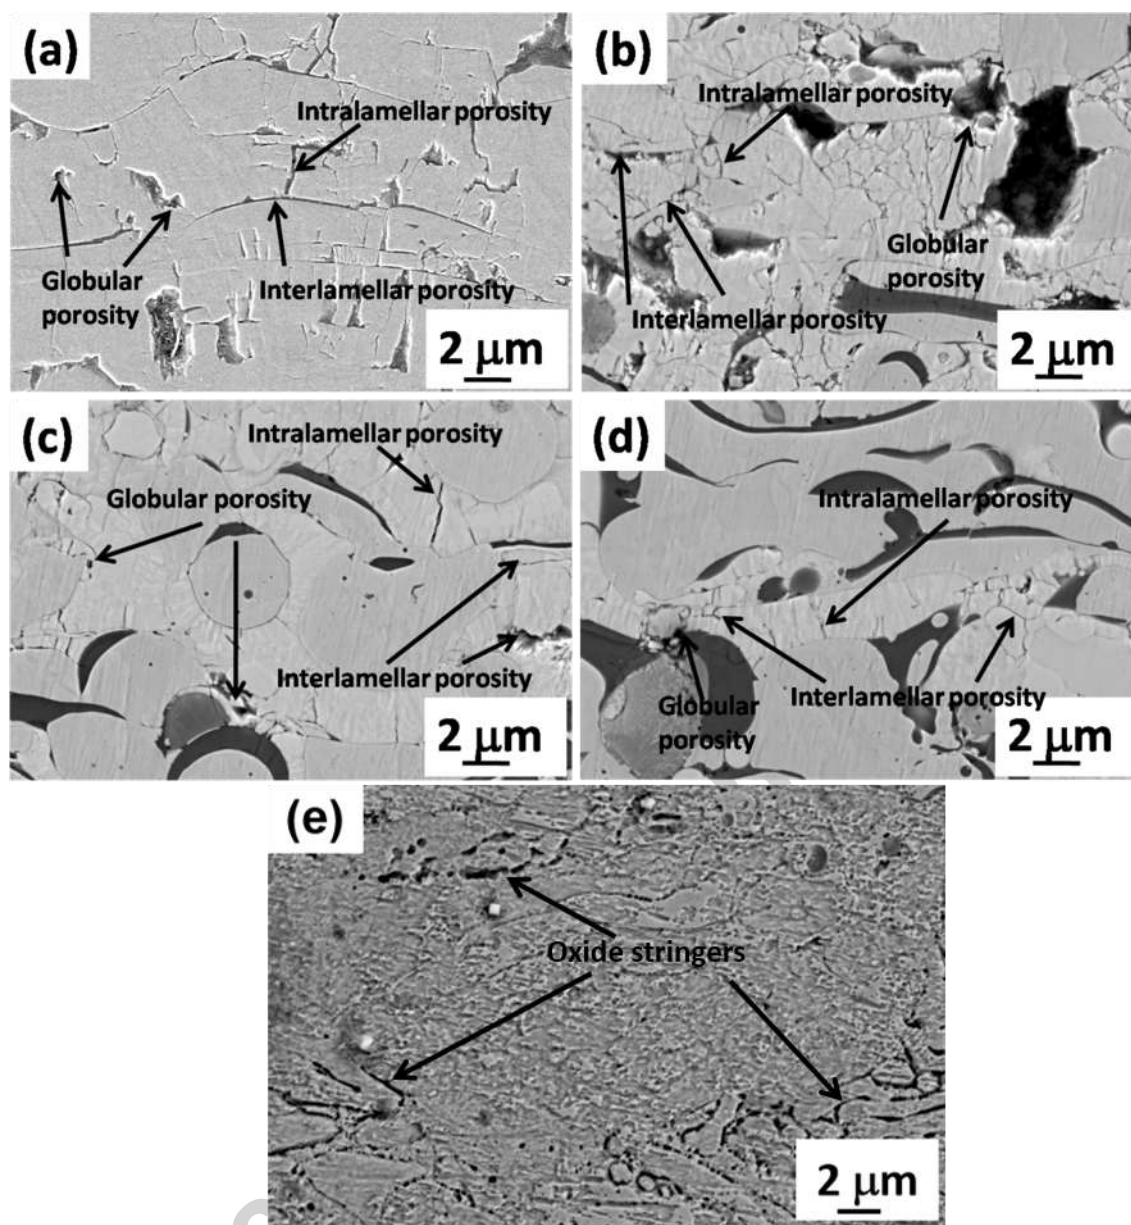 (a)
Intralamellar porosity
Globular
porosity
Interlamellar porosity
2 μm
(b)
Intralamellar porosity
Globular
porosity
Interlamellar porosity
2 μm
(c)
Intralamellar porosity
Globular porosity
Interlamellar porosity
2 μm
(d)
Intralamellar porosity
Globular
porosity
Interlamellar porosity
2 μm
(e)
Oxide stringers
2 μm